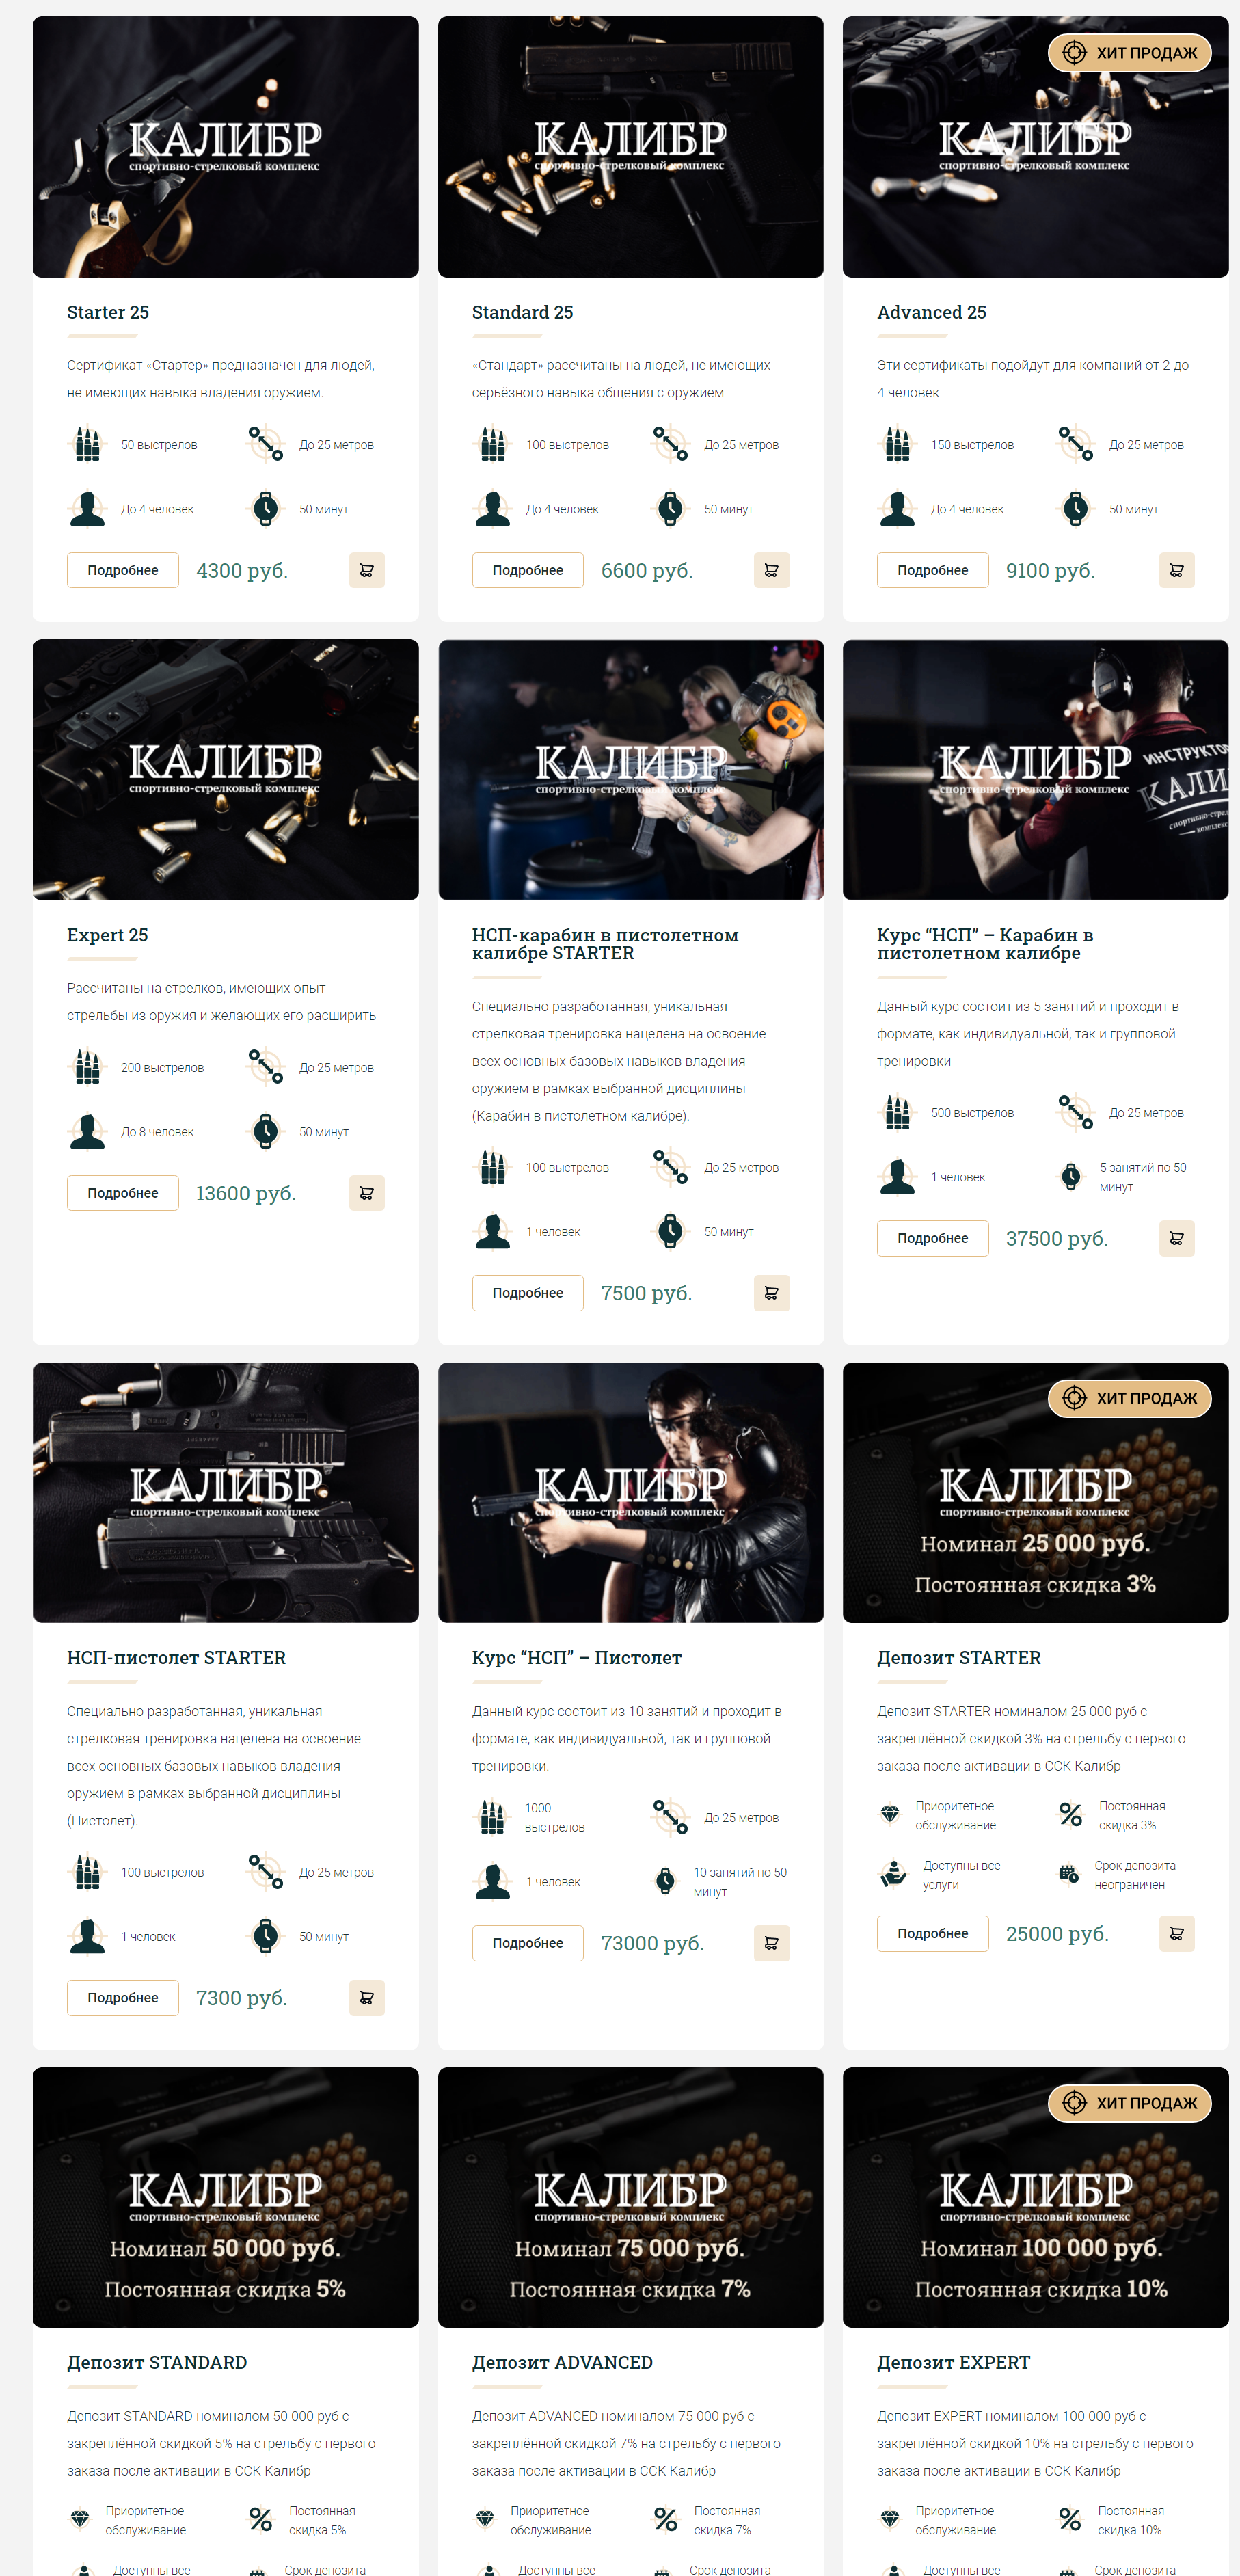 КАЛИБР
спортивно-стрелковый комплекс
КАЛИБР
спортивно-стрелковый комплекс
ХИТ ПРОДАЖ
КАЛИБР
спортивно-стрелковый комплекс
Starter 25
Сертификат «Стартер» предназначен для людей,
не имеющих навыка владения оружием.
50 выстрелов
До 25 метров
До 4 человек
50 минут
Подробнее
4300 руб.
Standard 25
«Стандарт» рассчитаны на людей, не имеющих
серьёзного навыка общения с оружием
100 выстрелов
До 25 метров
До 4 человек
50 минут
Подробнее
6600 руб.
Advanced 25
Эти сертификаты подойдут для компаний от 2 до
4 человек
150 выстрелов
До 25 метров
До 4 человек
50 минут
Подробнее
9100 руб.
КАЛИБР
спортивно-стрелковый комплекс
КАЛИБР
спортивно-стрелковый комплекс
КАЛИБР
спортивно-стрелковый комплекс
Expert 25
Рассчитаны на стрелков, имеющих опыт
стрельбы из оружия и желающих его расширить
200 выстрелов
До 25 метров
До 8 человек
50 минут
Подробнее
13600 руб.
НСП-карабин в пистолетном
калибре STARTER
Специально разработанная, уникальная
стрелковая тренировка нацелена на освоение
всех основных базовых навыков владения
оружием в рамках выбранной дисциплины
(Карабин в пистолетном калибре).
100 выстрелов
До 25 метров
1 человек
50 минут
Подробнее
7500 руб.
Курс “НСП” – Карабин в
пистолетном калибре
Данный курс состоит из 5 занятий и проходит в
формате, как индивидуальной, так и групповой
тренировки
500 выстрелов
До 25 метров
1 человек
5 занятий по 50
минут
Подробнее
37500 руб.
КАЛИБР
спортивно-стрелковый комплекс
КАЛИБР
спортивно-стрелковый комплекс
ХИТ ПРОДАЖ
КАЛИБР
спортивно-стрелковый комплекс
Номинал 25 000 руб.
Постоянная скидка 3%
НСП-пистолет STARTER
Специально разработанная, уникальная
стрелковая тренировка нацелена на освоение
всех основных базовых навыков владения
оружием в рамках выбранной дисциплины
(Пистолет).
100 выстрелов
До 25 метров
1 человек
50 минут
Подробнее
7300 руб.
Курс “НСП” – Пистолет
Данный курс состоит из 10 занятий и проходит в
формате, как индивидуальной, так и групповой
тренировки.
1000
выстрелов
До 25 метров
1 человек
10 занятий по 50
минут
Подробнее
73000 руб.
Депозит STARTER
Депозит STARTER номиналом 25 000 руб с
закреплённой скидкой 3% на стрельбу с первого
заказа после активации в ССК Калибр
Приоритетное
обслуживание
Постоянная
скидка 3%
Доступны все
услуги
Срок депозита
неограничен
Подробнее
25000 руб.
КАЛИБР
спортивно-стрелковый комплекс
Номинал 50 000 руб.
Постоянная скидка 5%
КАЛИБР
спортивно-стрелковый комплекс
Номинал 75 000 руб.
Постоянная скидка 7%
ХИТ ПРОДАЖ
КАЛИБР
спортивно-стрелковый комплекс
Номинал 100 000 руб.
Постоянная скидка 10%
Депозит STANDARD
Депозит STANDARD номиналом 50 000 руб с
закреплённой скидкой 5% на стрельбу с первого
заказа после активации в ССК Калибр
Приоритетное
обслуживание
Постоянная
скидка 5%
Доступны все
Срок депозита
Депозит ADVANCED
Депозит ADVANCED номиналом 75 000 руб с
закреплённой скидкой 7% на стрельбу с первого
заказа после активации в ССК Калибр
Приоритетное
обслуживание
Постоянная
скидка 7%
Доступны все
Срок депозита
Депозит EXPERT
Депозит EXPERT номиналом 100 000 руб с
закреплённой скидкой 10% на стрельбу с первого
заказа после активации в ССК Калибр
Приоритетное
обслуживание
Постоянная
скидка 10%
Доступны все
Срок депозита